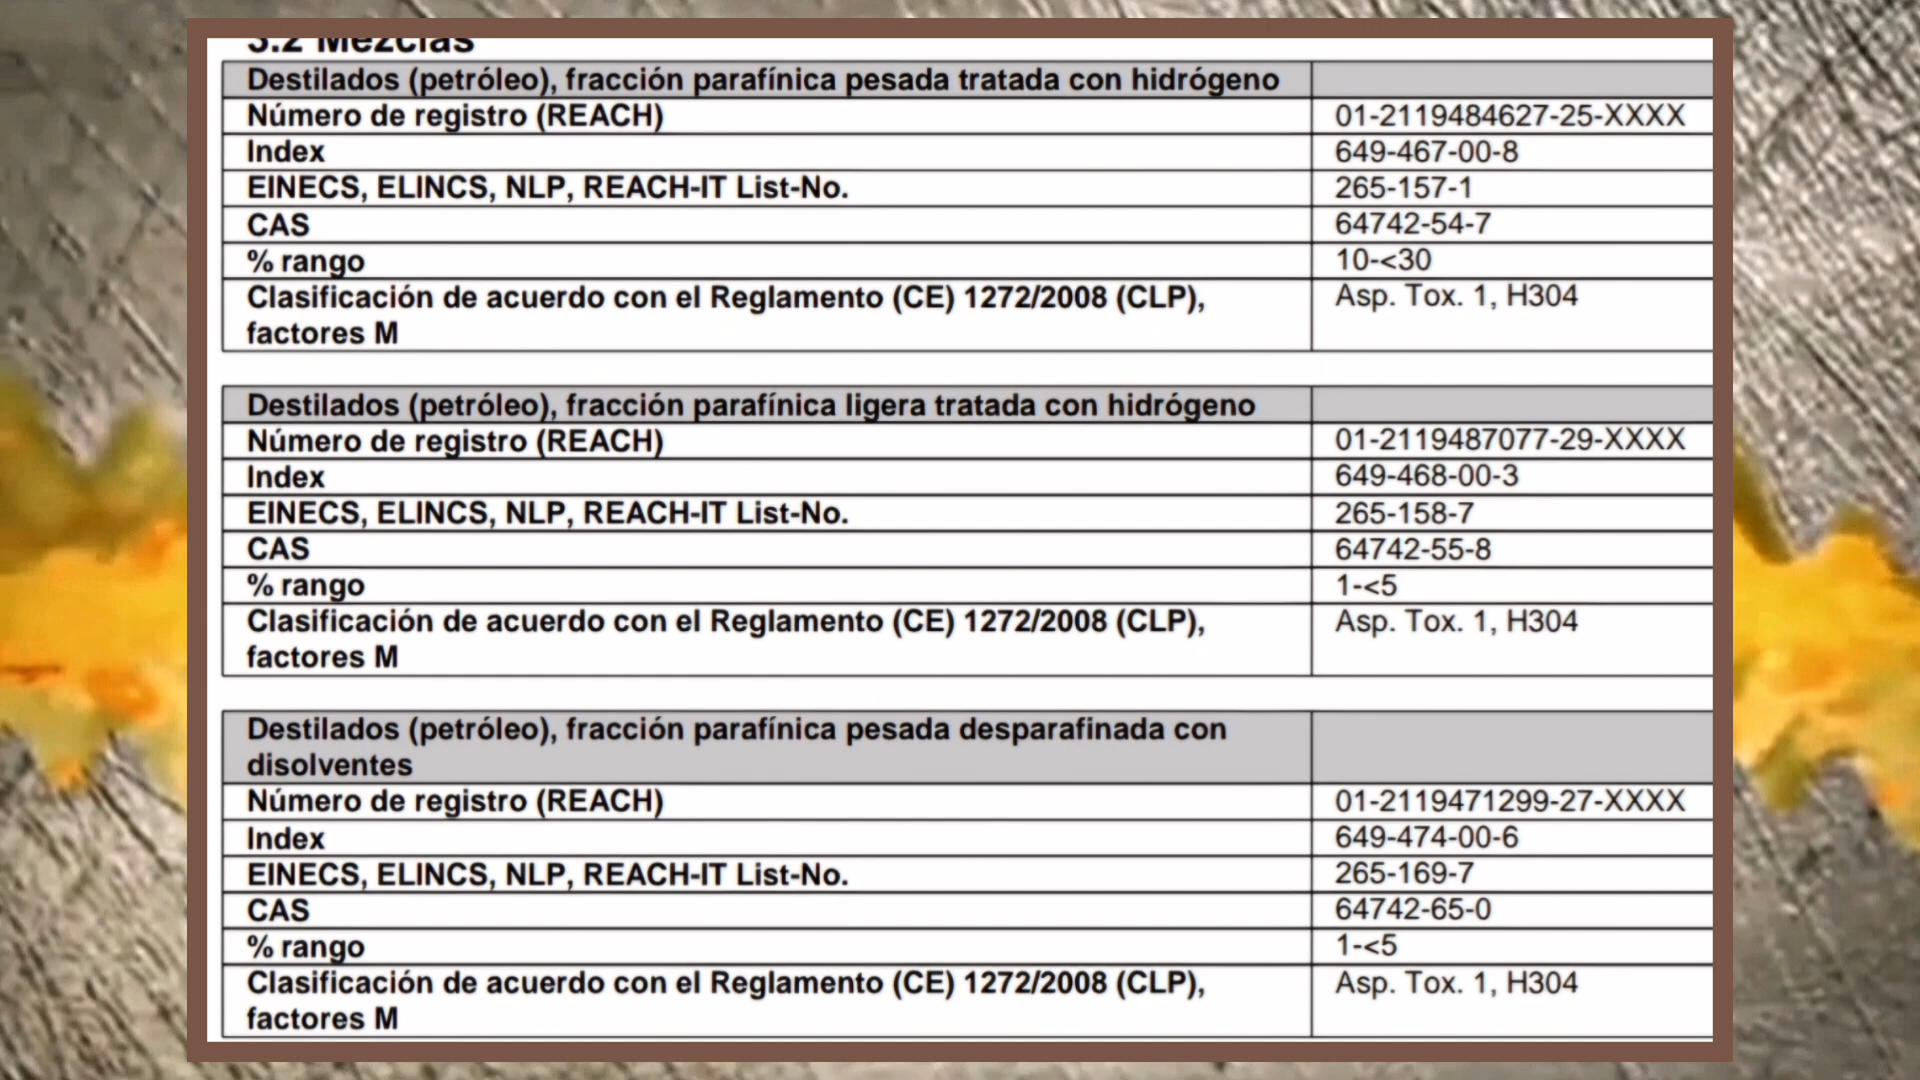 3.2 Mezclas
Destilados (petróleo), fracción parafínica pesada tratada con hidrógeno
Número de registro (REACH) 01-2119484627-25-XXXX
Index 649-467-00-8
EINECS, ELINCS, NLP, REACH-IT List-No. 265-157-1
CAS 64742-54-7
% rango 10-<30
Clasificación de acuerdo con el Reglamento (CE) 1272/2008 (CLP), Asp. Tox. 1, H304
factores M
Destilados (petróleo), fracción parafínica ligera tratada con hidrógeno
Número de registro (REACH) 01-2119487077-29-XXXX
Index 649-468-00-3
EINECS, ELINCS, NLP, REACH-IT List-No. 265-158-7
CAS 64742-55-8
% rango 1-<5
Clasificación de acuerdo con el Reglamento (CE) 1272/2008 (CLP), Asp. Tox. 1, H304
factores M
Destilados (petróleo), fracción parafínica pesada desparafinada con
disolventes
Número de registro (REACH) 01-2119471299-27-XXXX
Index 649-474-00-6
EINECS, ELINCS, NLP, REACH-IT List-No. 265-169-7
CAS 64742-65-0
% rango 1-<5
Clasificación de acuerdo con el Reglamento (CE) 1272/2008 (CLP), Asp. Tox. 1, H304
factores M